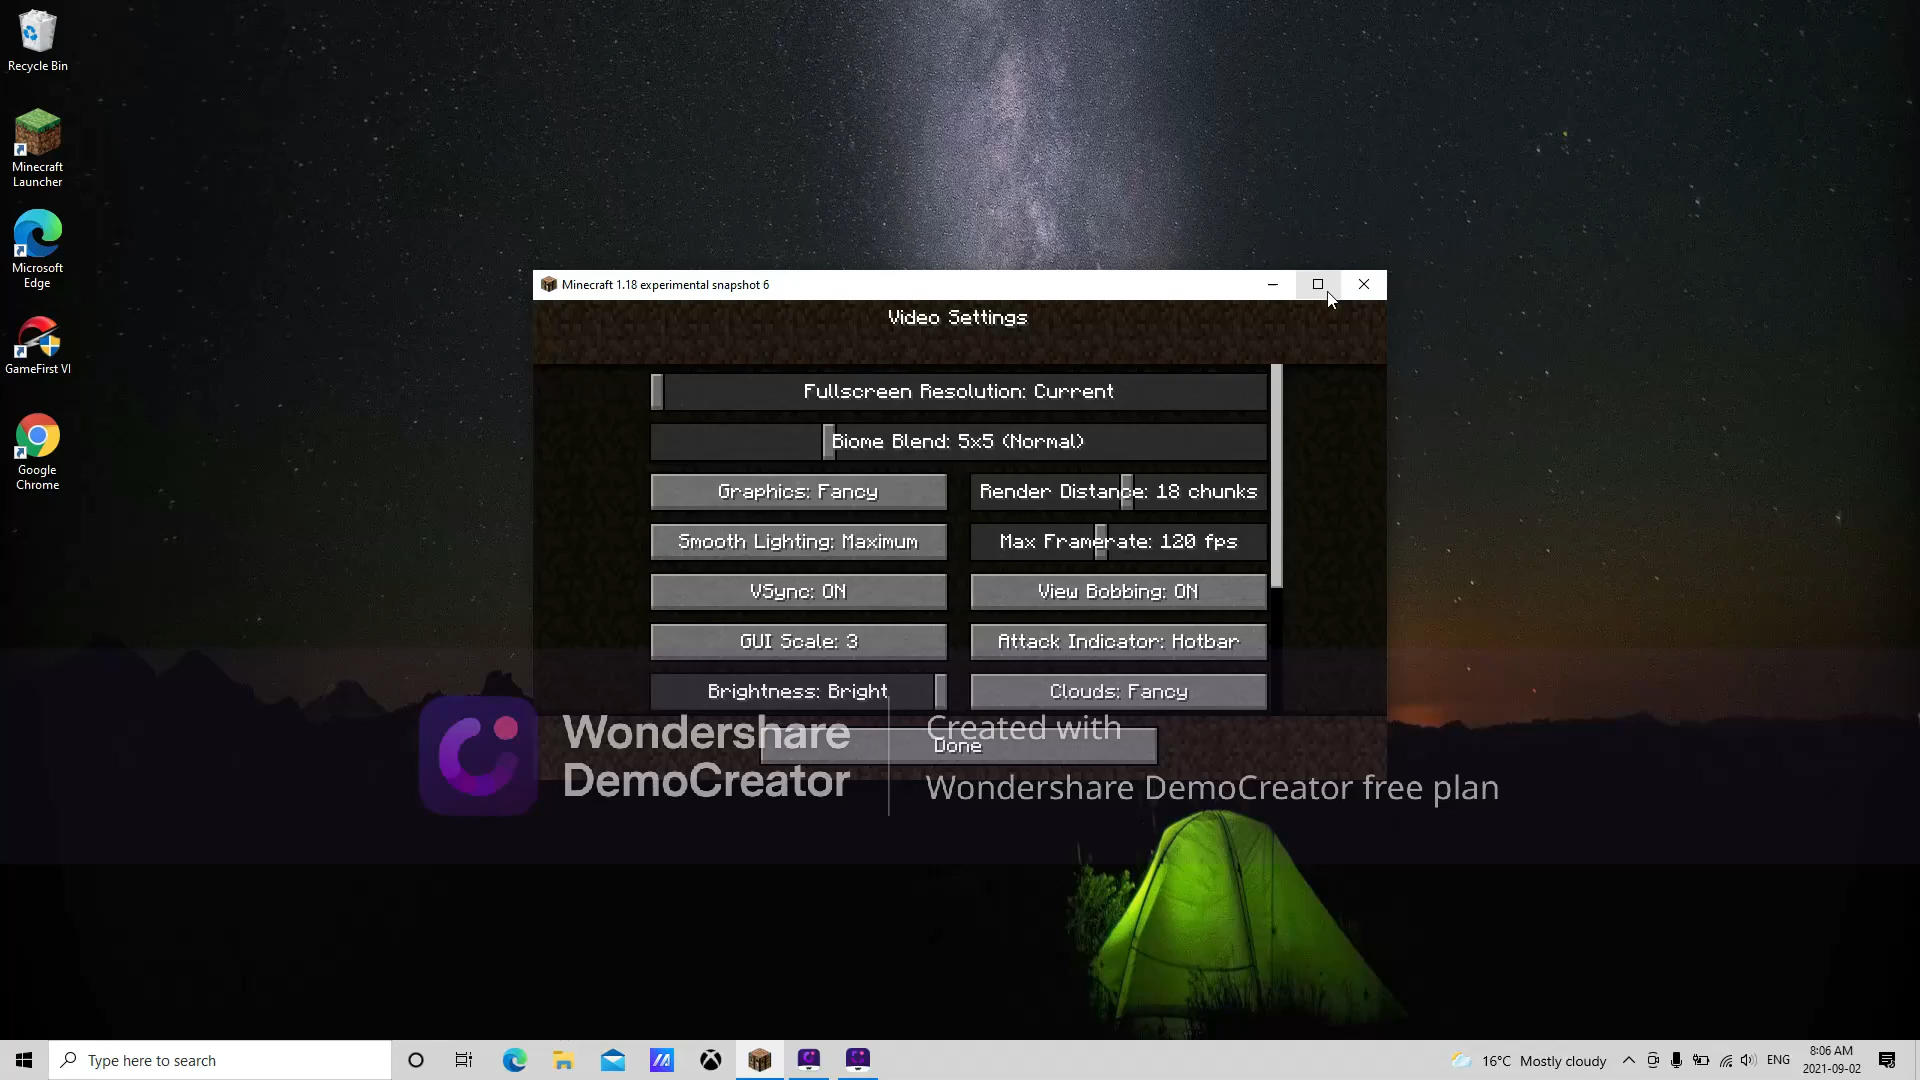 Recycle Bin
Minecraft
Launcher
Microsoft
Edge
GameFirst VI
Google
Chrome
Minecraft 1.18 experimental snapshot 6
Video Settings
Fullscreen Resolution: Current
Biome Blend: 5x5 (Normal)
Graphics: Fancy
Render Distance: 18 chunks
Smooth Lighting: Maximum
Max Framerate: 120 fps
VSync: ON
View Bobbing: ON
GUI Scale: 3
Attack Indicator: Hotbar
Brightness: Bright
Clouds: Fancy
Done
Wondershare
DemoCreator
Created with
Wondershare DemoCreator free plan
Type here to search
16°C Mostly cloudy
ENG
8:06 AM
2021-09-02